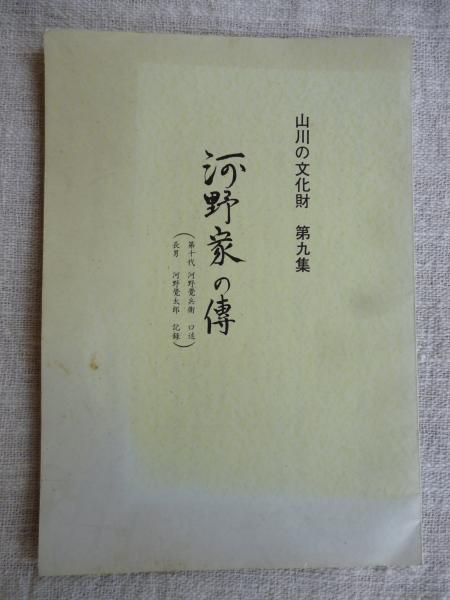 山川の文化財 第九集
河野家の傳
(第十代 河野覺兵衛 口述
長男 河野覺太郎 記録)